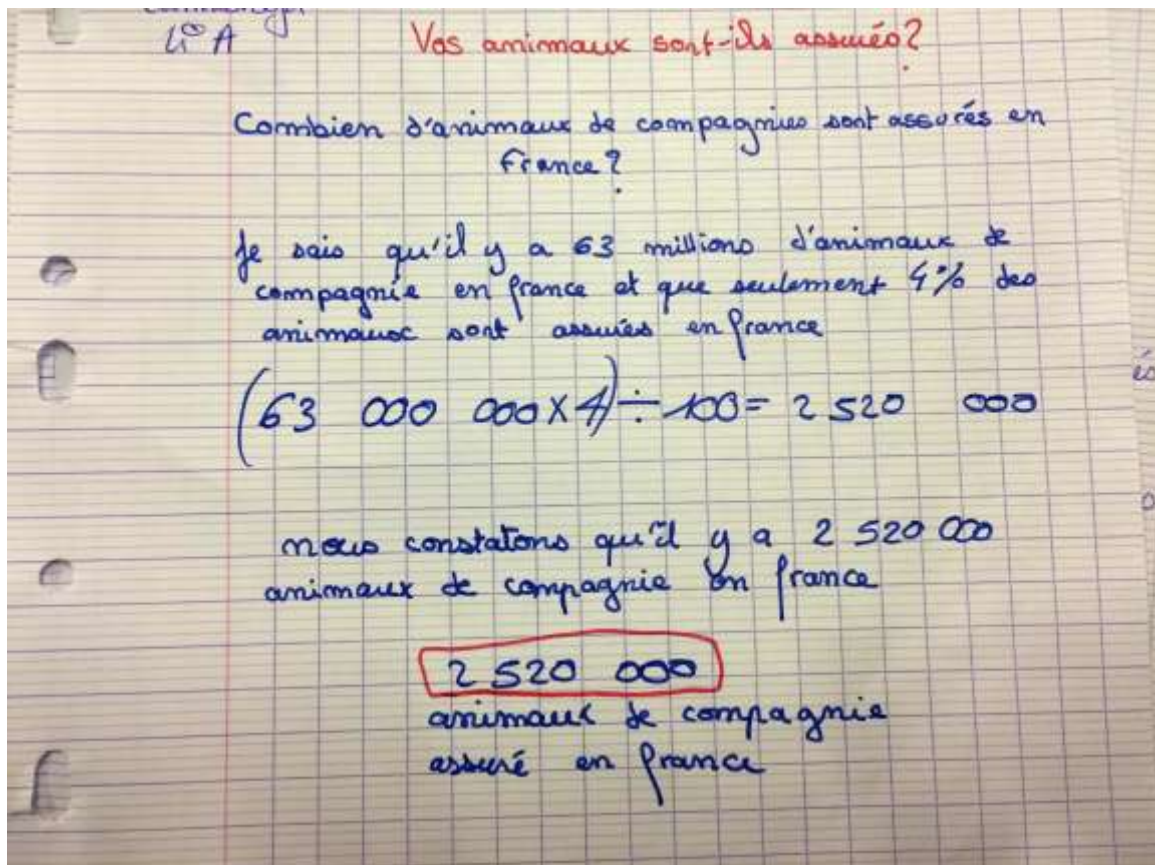 4° A
Vos animaux sont-ils assurés?
Combien d'animaux de compagnies sont assurés en
France?
Je sais qu'il y a 63 millions d'animaux de
compagnie en france et que seulement 4% des
animaux sont assurés en france
(63 000 000 x 4) ÷ 100 = 2 520 000
nous constatons qu'il y a 2 520 000
animaux de compagnie en france
2 520 000
animaux de compagnie
assuré en france